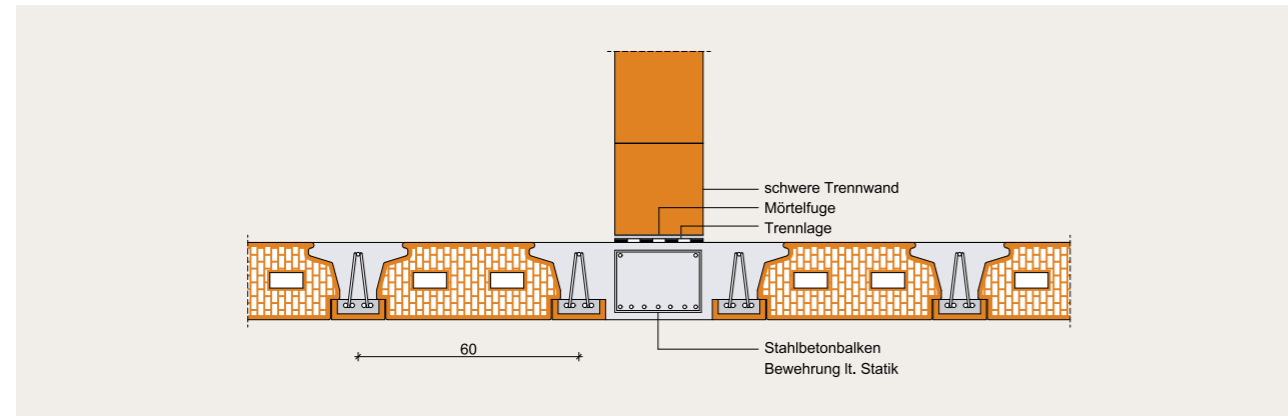 schwere Trennwand
Mörtelfuge
Trennlage
60
Stahlbetonbalken
Bewehrung lt. Statik